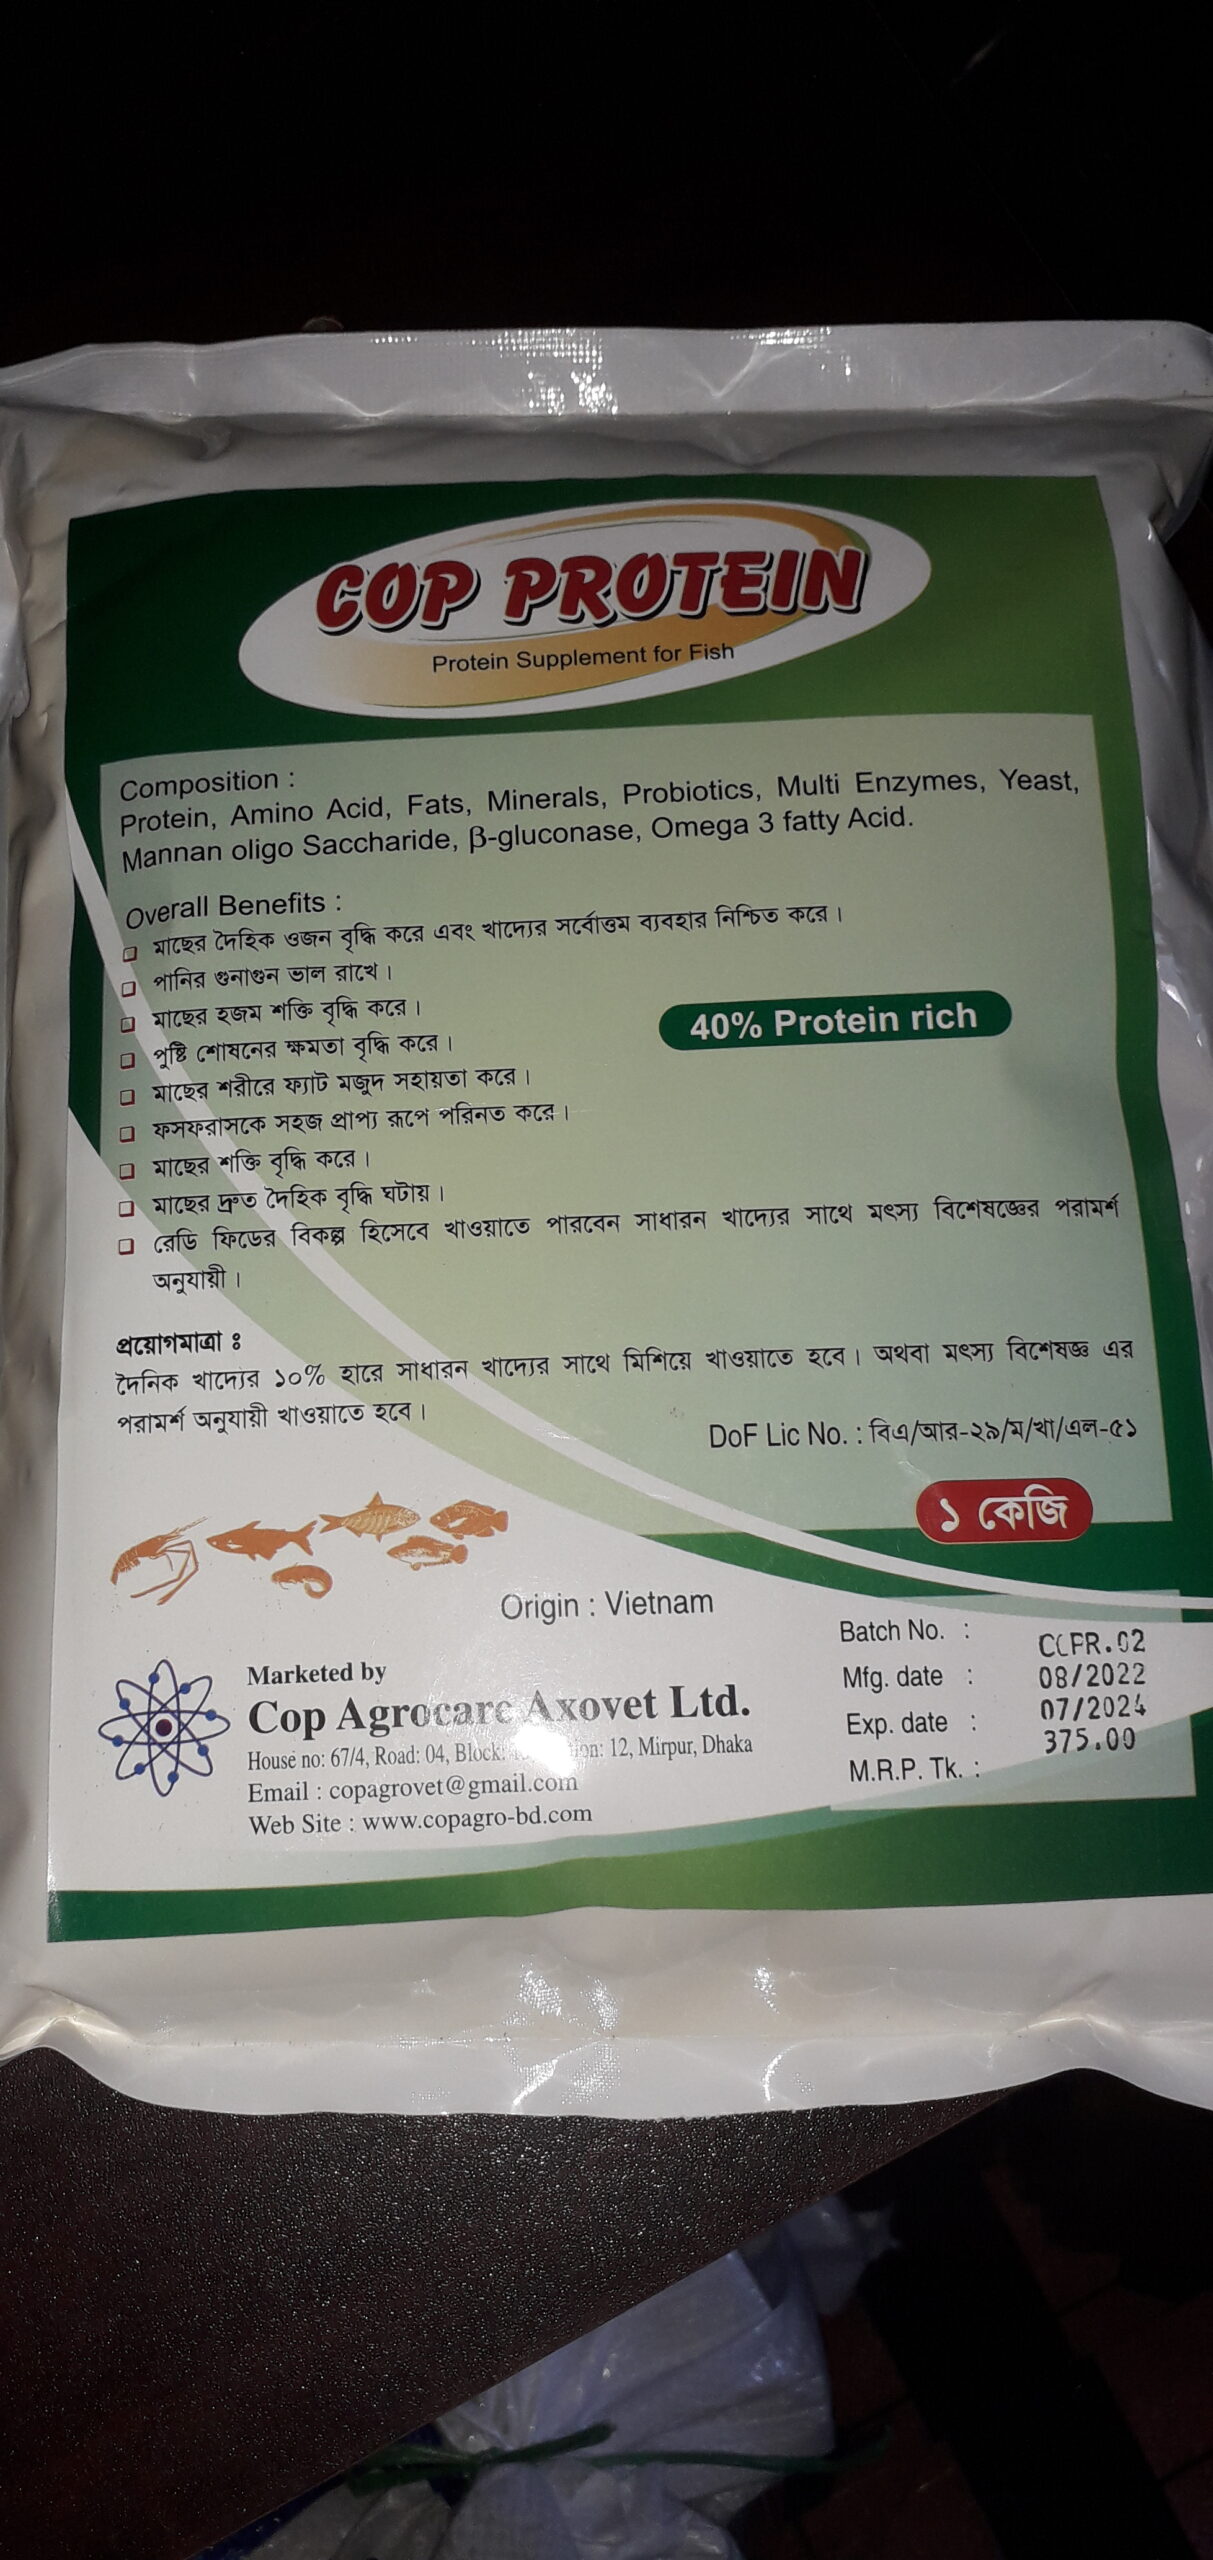 COP PROTEIN
Protein Supplement for Fish
Composition :
Protein, Amino Acid, Fats, Minerals, Probiotics, Multi Enzymes, Yeast,
Mannan oligo Saccharide, β-gluconase, Omega 3 fatty Acid.
Overall Benefits :
মাছের দৈহিক ওজন বৃদ্ধি করে এবং খাদ্যের সর্বোত্তম ব্যবহার নিশ্চিত করে।
পানির গুনাগুন ভাল রাখে।
মাছের হজম শক্তি বৃদ্ধি করে।
40% Protein rich
পুষ্টি শোষনের ক্ষমতা বৃদ্ধি করে।
মাছের শরীরে ফ্যাট মজুদ সহায়তা করে।
ফসফরাসকে সহজ প্রাপ্য রূপে পরিনত করে।
মাছের শক্তি বৃদ্ধি করে।
মাছের দ্রুত দৈহিক বৃদ্ধি ঘটায়।
রেডি ফিডের বিকল্প হিসেবে খাওয়াতে পারবেন সাধারন খাদ্যের সাথে মৎস্য বিশেষজ্ঞের পরামর্শ
অনুযায়ী।
প্রয়োগমাত্রা ঃ
দৈনিক খাদ্যের ১০% হারে সাধারন খাদ্যের সাথে মিশিয়ে খাওয়াতে হবে। অথবা মৎস্য বিশেষজ্ঞ এর
পরামর্শ অনুযায়ী খাওয়াতে হবে।
DoF Lic No. : বিএ/আর-২৯/ম/খা/এল-৫১
১ কেজি
Origin : Vietnam
Marketed by
Cop Agrocare Axovet Ltd.
House no: 67/4, Road: 04, Block: 12, Mirpur, Dhaka
Email : copagrovet@gmail.com
Web Site : www.copagro-bd.com
Batch No. :
Mfg. date : 08/2022
Exp. date : 07/2024
M.R.P. Tk. : 375.00